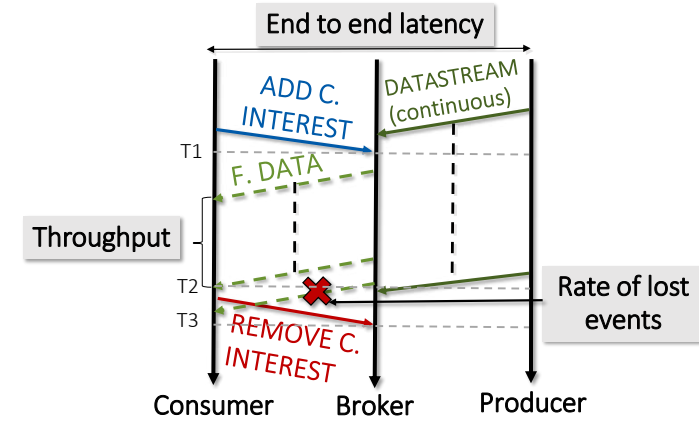 End to end latency
ADD C.
INTEREST
DATASTREAM
(continuous)
T1
F. DATA
Throughput
T2
T3
Rate of lost
events
REMOVE C.
INTEREST
Consumer
Broker
Producer